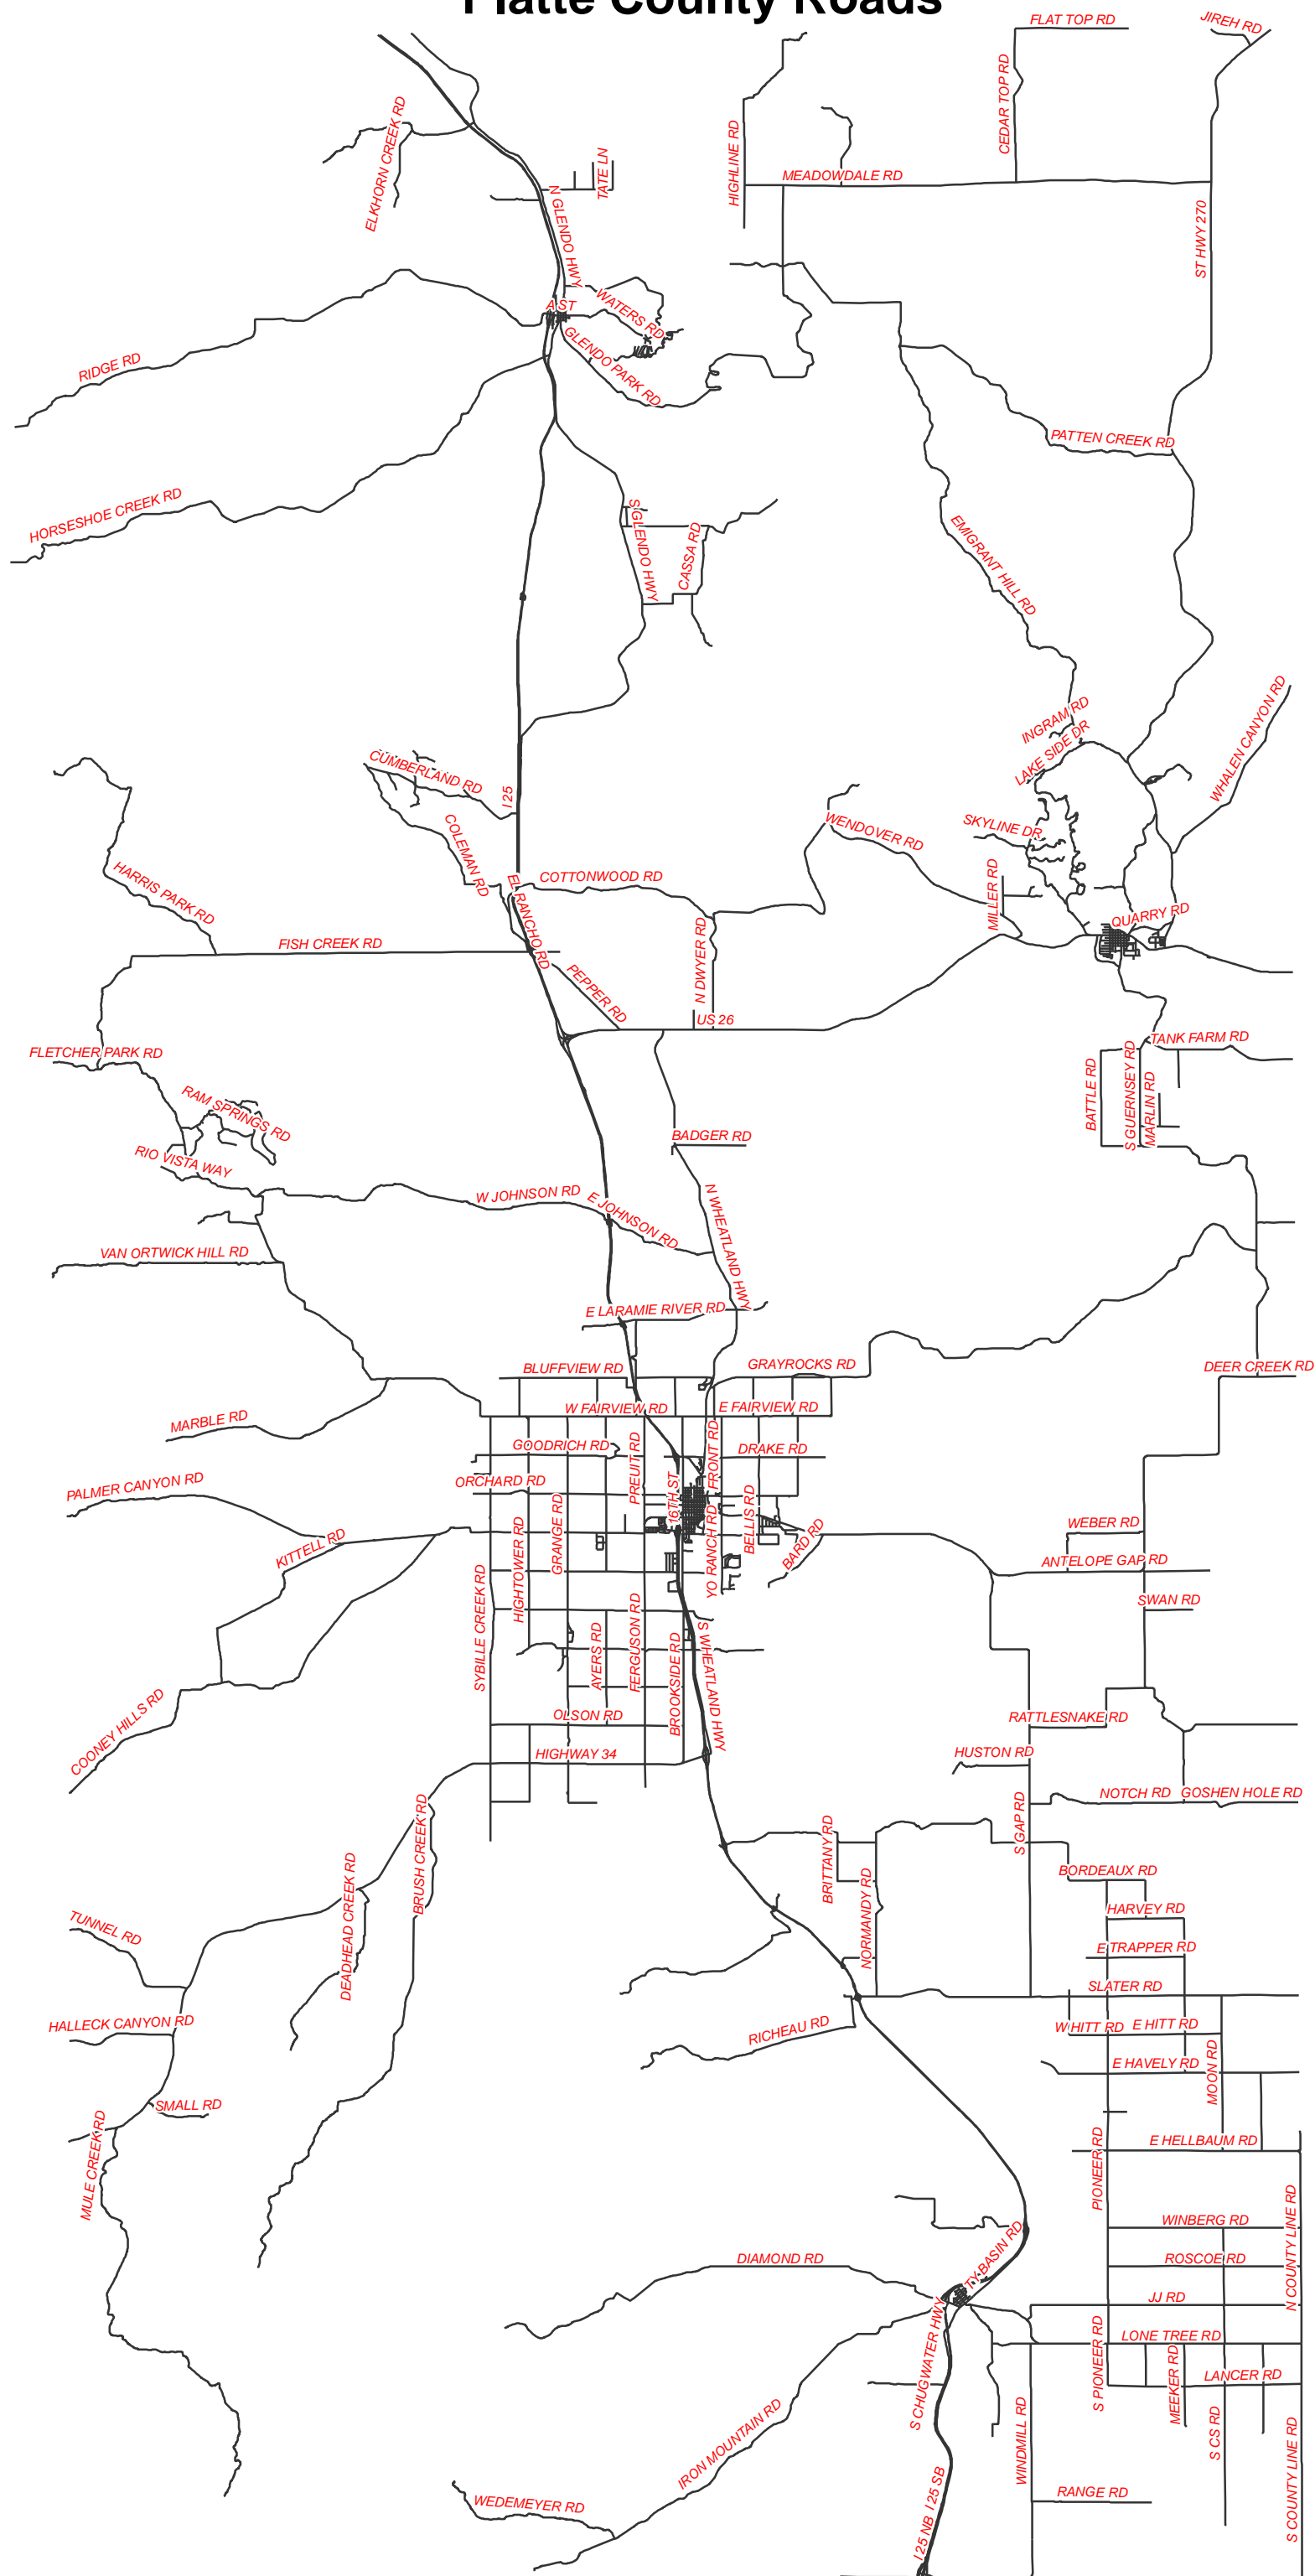 Platte County Roads
FLAT TOP RD
JIREH RD
CEDAR TOP RD
ELKHORN CREEK RD
HIGHLINE RD
TATE LN
MEADOWDALE RD
N GLENDO HWY
ST HWY 270
A ST
WATERS RD
GLENDO PARK RD
RIDGE RD
PATTEN CREEK RD
HORSESHOE CREEK RD
S GLENDO HWY
CASSA RD
EMIGRANT HILL RD
INGRAM RD
LAKE SIDE DR
WHALEN CANYON RD
CUMBERLAND RD
I 25
COLEMAN RD
WENDOVER RD
SKYLINE DR
HARRIS PARK RD
EL RANCHO RD
COTTONWOOD RD
MILLER RD
QUARRY RD
FISH CREEK RD
N DWYER RD
PEPPER RD
US 26
FLETCHER PARK RD
TANK FARM RD
BATTLE RD
S GUERNSEY RD
MARLIN RD
RAM SPRINGS RD
BADGER RD
RIO VISTA WAY
W JOHNSON RD
E JOHNSON RD
N WHEATLAND HWY
VAN ORTWICK HILL RD
E LARAMIE RIVER RD
BLUFFVIEW RD
GRAYROCKS RD
DEER CREEK RD
W FAIRVIEW RD
E FAIRVIEW RD
MARBLE RD
GOODRICH RD
PREUIT RD
FRONT RD
DRAKE RD
PALMER CANYON RD
ORCHARD RD
16TH ST
GRANGE RD
HIGHTOWER RD
YO RANCH RD
BELLIS RD
BARD RD
WEBER RD
KITTELL RD
ANTELOPE GAP RD
SYBILLE CREEK RD
SWAN RD
AYERS RD
FERGUSON RD
BROOKSIDE RD
S WHEATLAND HWY
COONEY HILLS RD
OLSON RD
RATTLESNAKE RD
HIGHWAY 34
HUSTON RD
NOTCH RD
GOSHEN HOLE RD
BRUSH CREEK RD
BRITTANY RD
S GAP RD
DEADHEAD CREEK RD
NORMANDY RD
BORDEAUX RD
HARVEY RD
TUNNEL RD
E TRAPPER RD
SLATER RD
HALLECK CANYON RD
RICHEAU RD
W HITT RD
E HITT RD
E HAVELY RD
MOON RD
SMALL RD
MULE CREEK RD
E HELLBAUM RD
PIONEER RD
WINBERG RD
N COUNTY LINE RD
TY BASIN RD
DIAMOND RD
ROSCOE RD
JJ RD
S CHUGWATER HWY
S PIONEER RD
LONE TREE RD
MEEKER RD
LANCER RD
WINDMILL RD
S CS RD
IRON MOUNTAIN RD
S COUNTY LINE RD
RANGE RD
WEDEMEYER RD
I 25 SB
I 25 NB